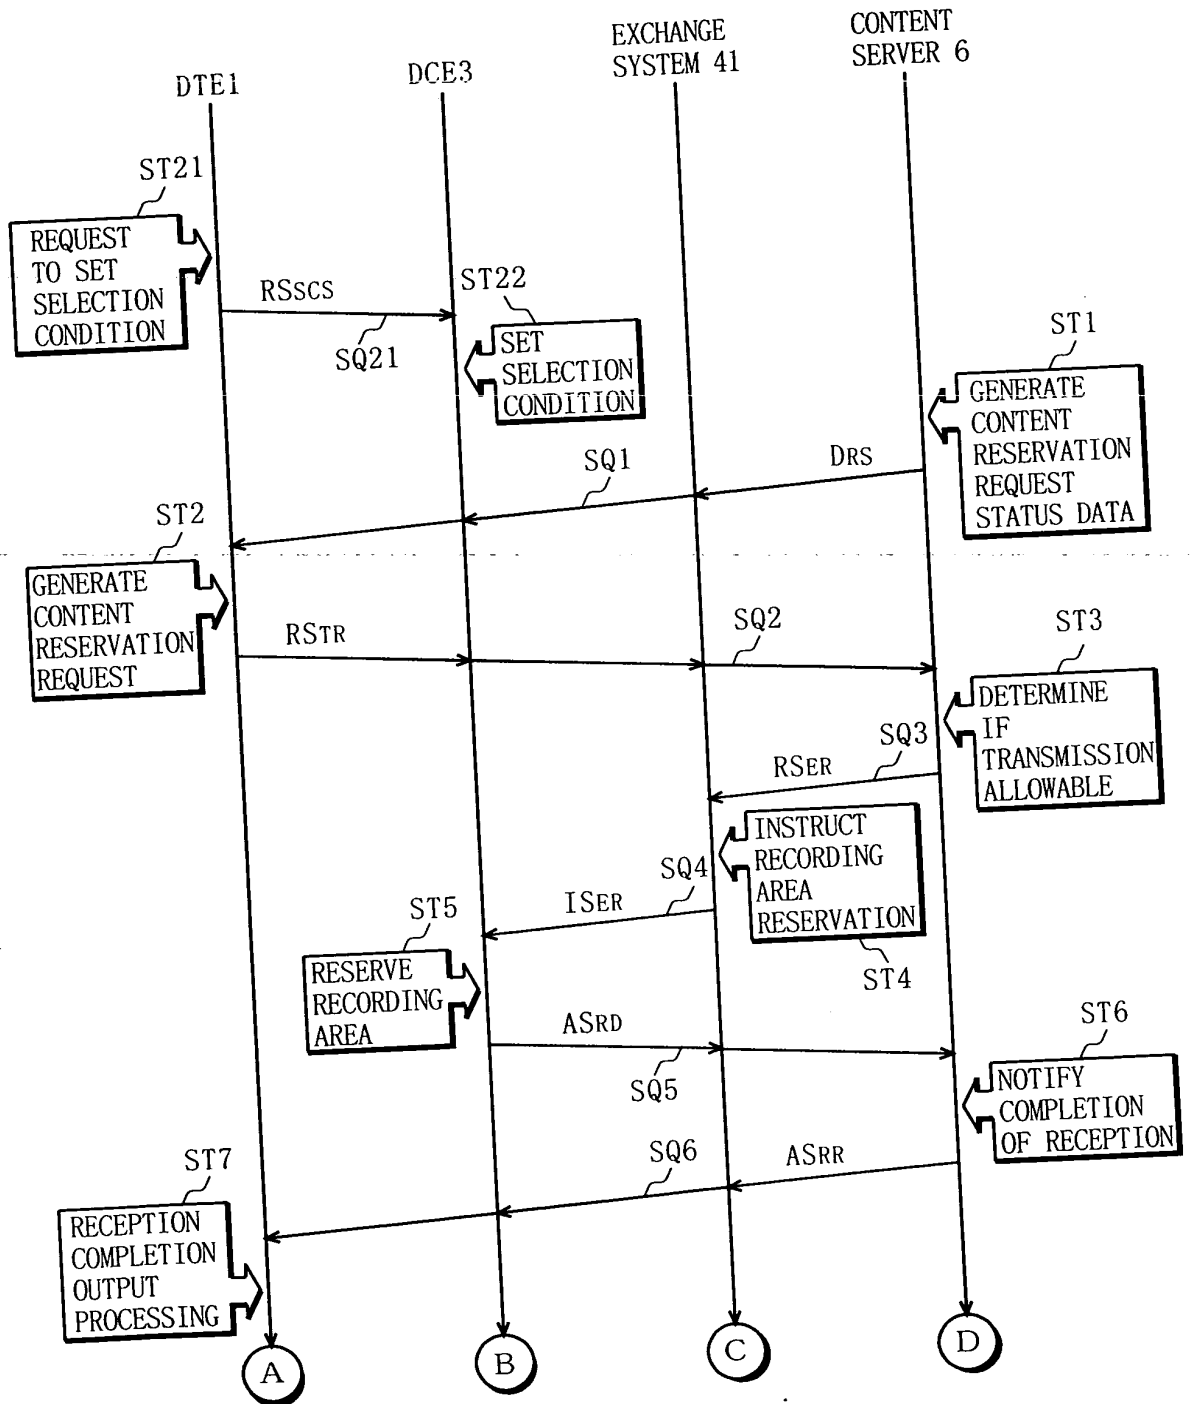 DTE1
DCE3
EXCHANGE
SYSTEM 41
CONTENT
SERVER 6
ST21
REQUEST
TO SET
SELECTION
CONDITION
RSSCS
SQ21
ST22
SET
SELECTION
CONDITION
ST1
GENERATE
CONTENT
RESERVATION
REQUEST
STATUS DATA
DRS
SQ1
ST2
GENERATE
CONTENT
RESERVATION
REQUEST
RSTR
SQ2
ST3
DETERMINE
IF
TRANSMISSION
ALLOWABLE
SQ3
RSER
INSTRUCT
RECORDING
AREA
RESERVATION
ST4
SQ4
ISER
ST5
RESERVE
RECORDING
AREA
ASRD
SQ5
ST6
NOTIFY
COMPLETION
OF RECEPTION
ASRR
SQ6
ST7
RECEPTION
COMPLETION
OUTPUT
PROCESSING
A
B
C
D